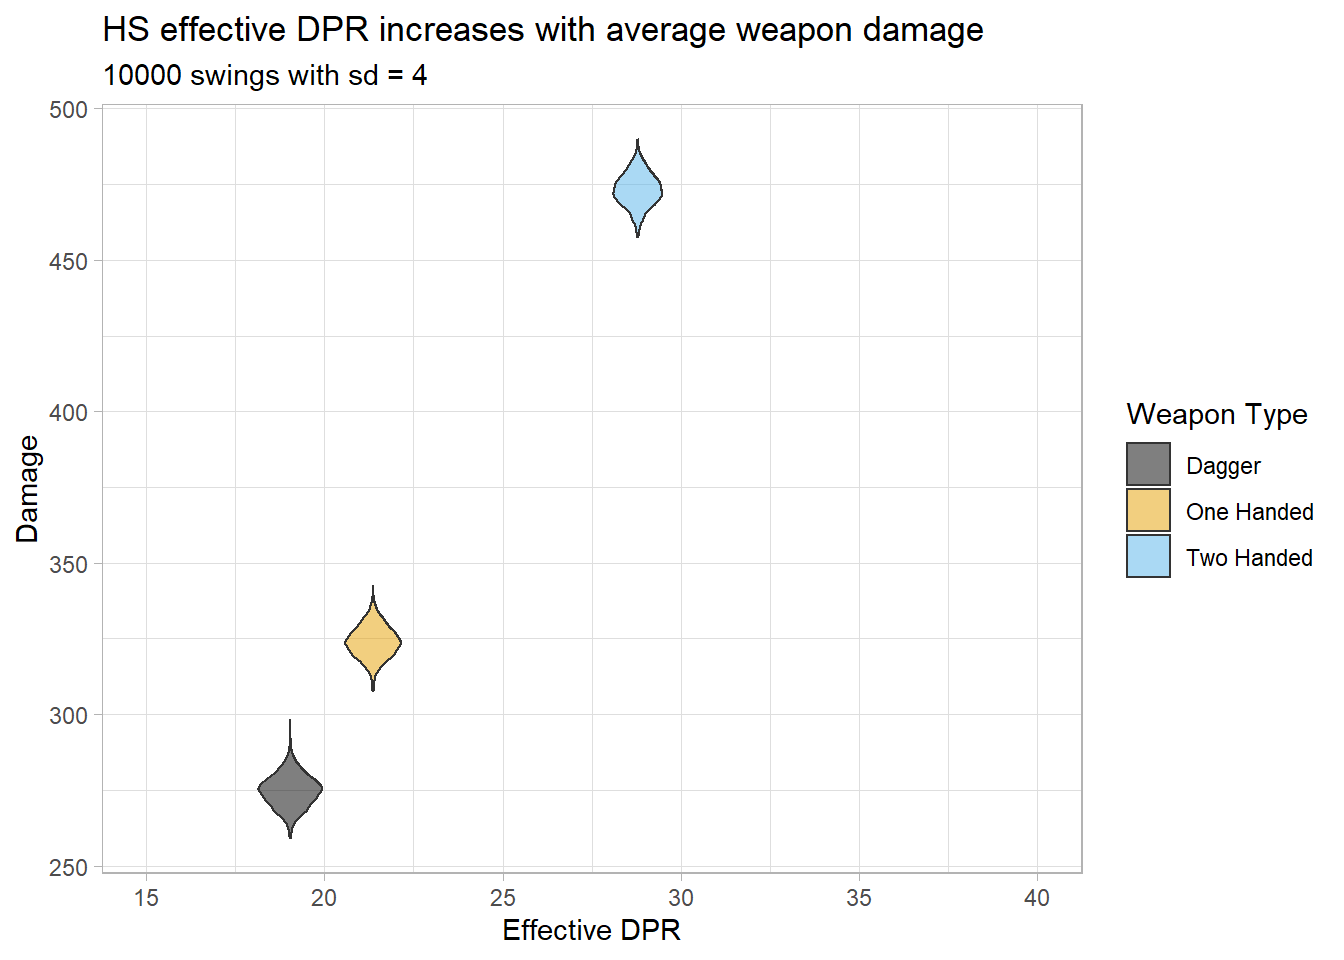 HS effective DPR increases with average weapon damage
10000 swings with sd = 4
500
450
400
350
300
250
Damage
15 20 25 30 35 40
Effective DPR
Weapon Type
Dagger
One Handed
Two Handed